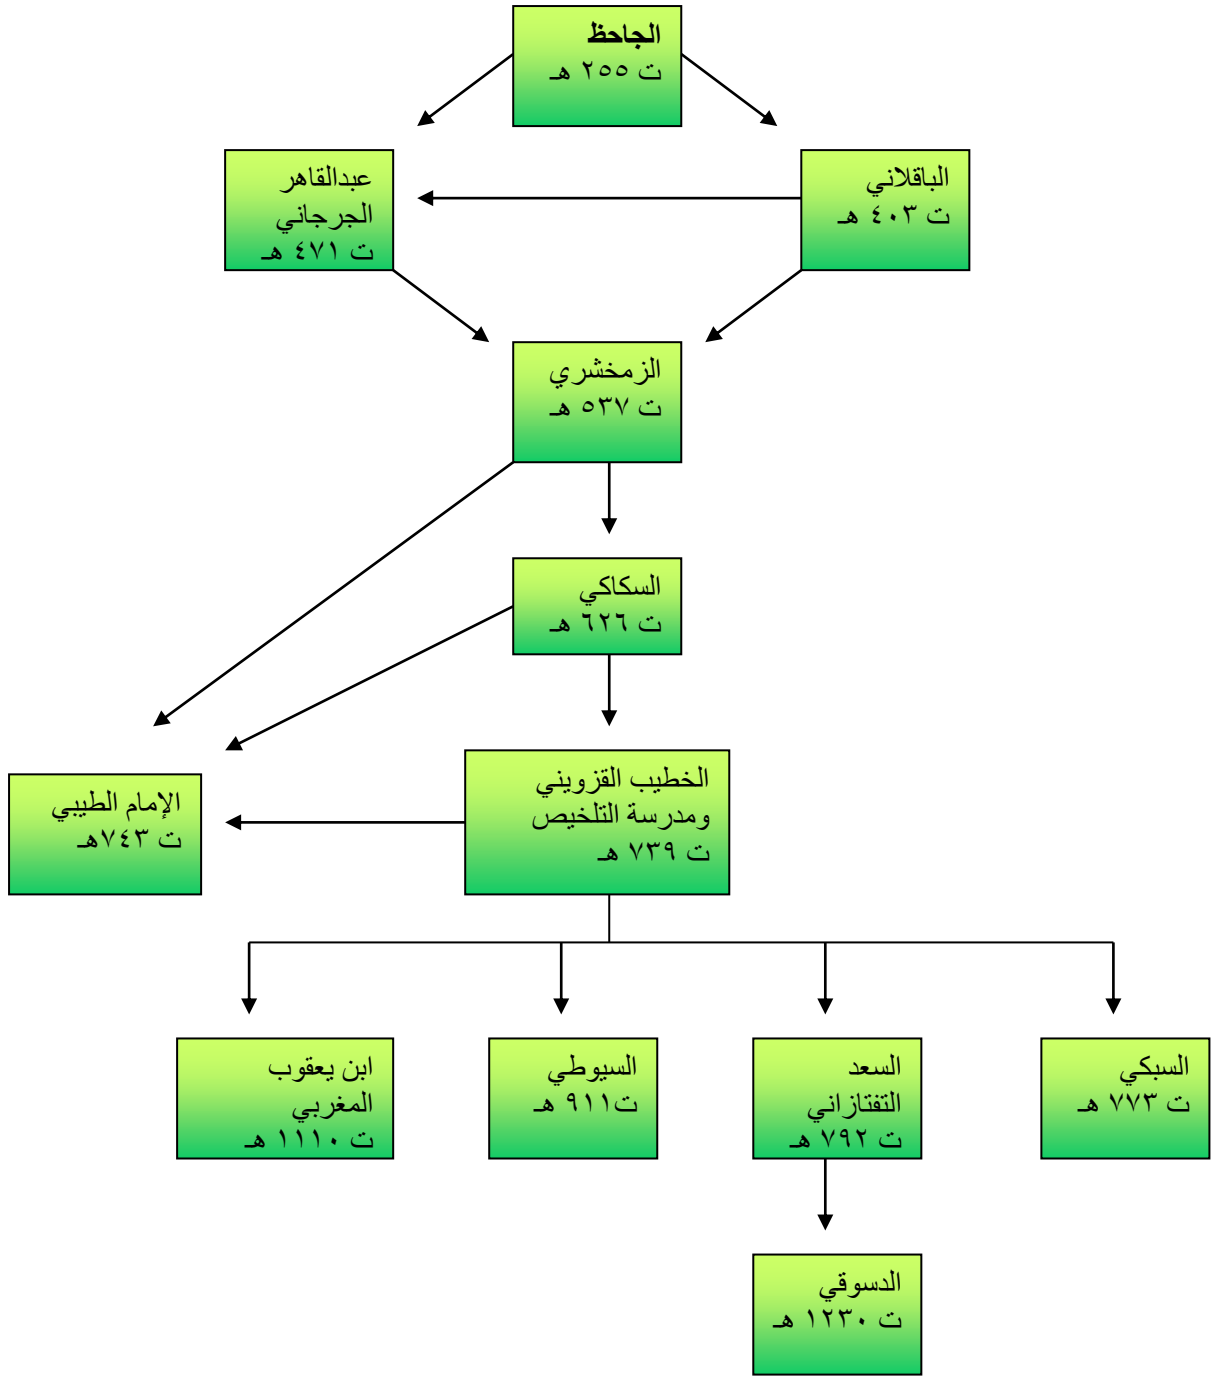 الجاحظ
ت ٢٥٥ هـ
الباقلاني
ت ٤٠٣ هـ
عبدالقاهر
الجرجاني
ت ٤٧١ هـ
الزمخشري
ت ٥٣٧ هـ
السكاكي
ت ٦٢٦ هـ
الخطيب القزويني
ومدرسة التلخيص
ت ٧٣٩ هـ
الإمام الطيبي
ت ٧٤٣هـ
السبكي
ت ٧٧٣ هـ
السعد
التفتازاني
ت ٧٩٢ هـ
السيوطي
ت٩١١ هـ
ابن يعقوب
المغربي
ت ١١١٠ هـ
الدسوقي
ت ١٢٣٠ هـ